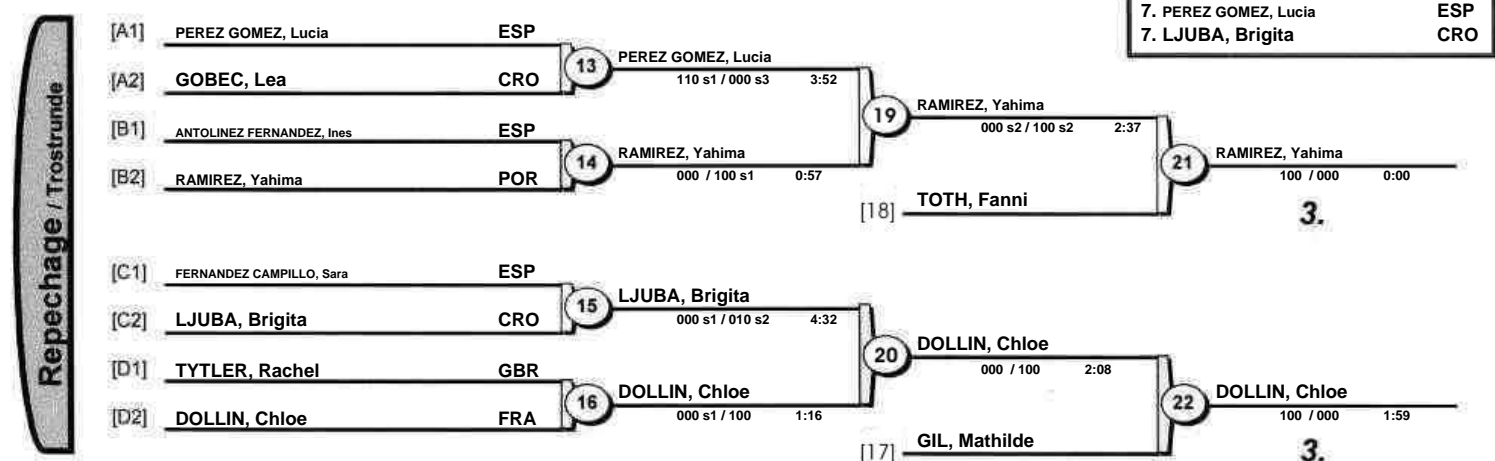 7. PEREZ GOMEZ, Lucia ESP
7. LJUBA, Brigita CRO
Repechage / Trostrunde
[A1] PEREZ GOMEZ, Lucia ESP
[A2] GOBEC, Lea CRO
13 PEREZ GOMEZ, Lucia
110 s1 / 000 s3 3:52
[B1] ANTOLINEZ FERNANDEZ, Ines ESP
[B2] RAMIREZ, Yahima POR
14 RAMIREZ, Yahima
000 / 100 s1 0:57
19 RAMIREZ, Yahima
000 s2 / 100 s2 2:37
[18] TOTH, Fanni
21 RAMIREZ, Yahima
100 / 000 0:00
3.
[C1] FERNANDEZ CAMPILLO, Sara ESP
[C2] LJUBA, Brigita CRO
15 LJUBA, Brigita
000 s1 / 010 s2 4:32
[D1] TYTLER, Rachel GBR
[D2] DOLLIN, Chloe FRA
16 DOLLIN, Chloe
000 s1 / 100 1:16
20 DOLLIN, Chloe
000 / 100 2:08
[17] GIL, Mathilde
22 DOLLIN, Chloe
100 / 000 1:59
3.